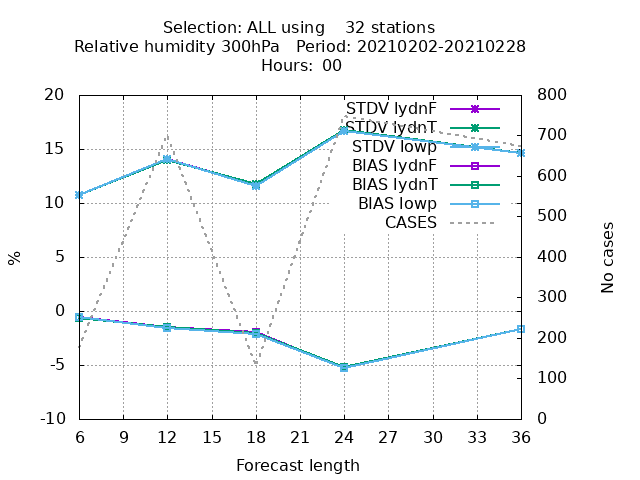 Selection: ALL using    32 stations
Relative humidity 300hPa   Period: 20210202-20210228
Hours: 00
STDV lydnF
STDV lydnT
STDV lowp
BIAS lydnF
BIAS lydnT
BIAS lowp
CASES
20
15
10
5
0
-5
-10
%
800
700
600
500
400
300
200
100
0
No cases
6 9 12 15 18 21 24 27 30 33 36
Forecast length